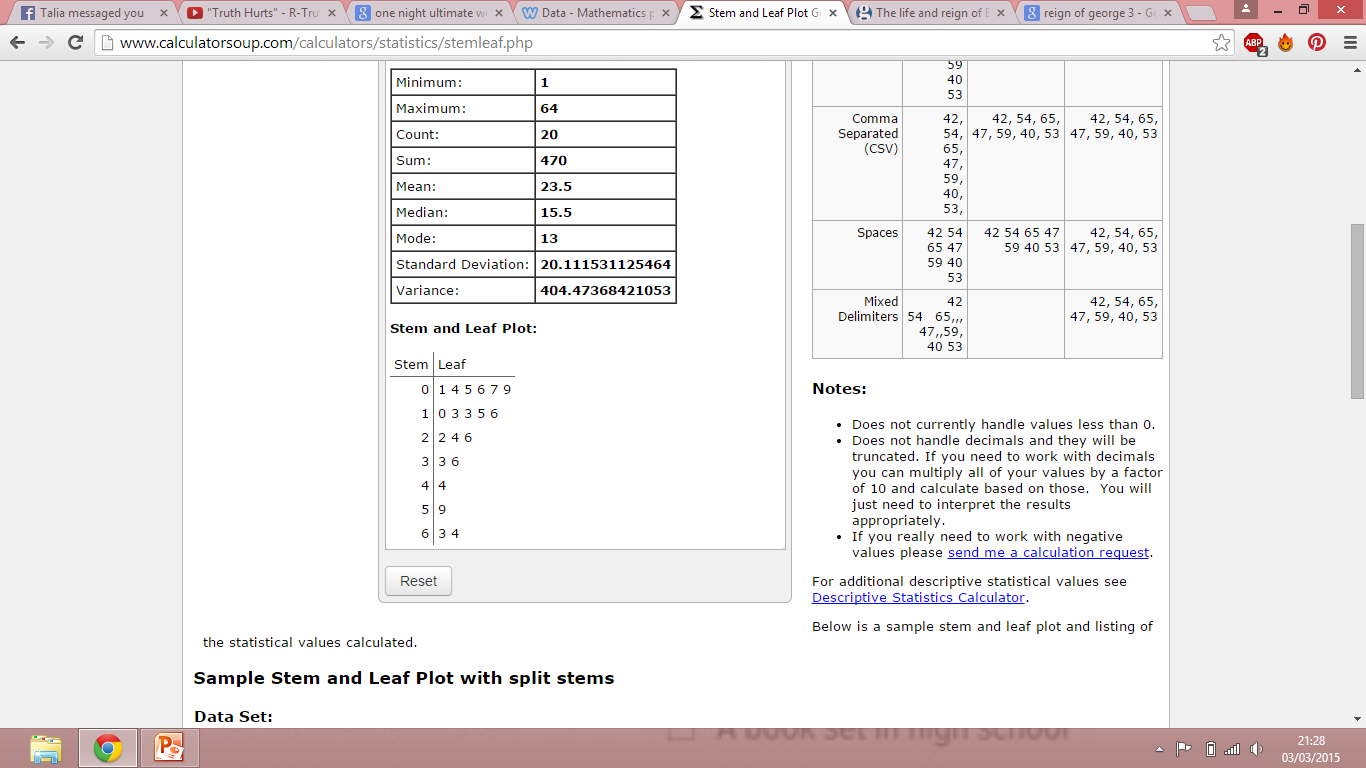 Talia messaged you
"Truth Hurts" - R-Tru
one night ultimate w
Data - Mathematics p
Stem and Leaf Plot G
The life and reign of
reign of george 3 - G
www.calculatorsoup.com/calculators/statistics/stemleaf.php
ABP
2
Minimum: 1
Maximum: 64
Count: 20
Sum: 470
Mean: 23.5
Median: 15.5
Mode: 13
Standard Deviation: 20.111531125464
Variance: 404.47368421053
Stem and Leaf Plot:
Stem Leaf
0 1 4 5 6 7 9
1 0 3 3 5 6
2 2 4 6
3 3 6
4 4
5 9
6 3 4
Reset
59
40
53
Comma 42, 42, 54, 65, 42, 54, 65,
Separated 54, 47, 59, 40, 53 47, 59, 40, 53
(CSV) 65,
47,
59,
40,
53,
Spaces 42 54 42 54 65 47 42, 54, 65,
65 47 59 40 53 47, 59, 40, 53
59 40
53
Mixed 42 42, 54, 65,
Delimiters 54 65,,, 47, 59, 40, 53
47,,59,
40 53
Notes:
• Does not currently handle values less than 0.
• Does not handle decimals and they will be
truncated. If you need to work with decimals
you can multiply all of your values by a factor
of 10 and calculate based on those. You will
just need to interpret the results
appropriately.
• If you really need to work with negative
values please send me a calculation request.
For additional descriptive statistical values see
Descriptive Statistics Calculator.
Below is a sample stem and leaf plot and listing of
the statistical values calculated.
Sample Stem and Leaf Plot with split stems
Data Set:
A book set in high school
21:28
03/03/2015